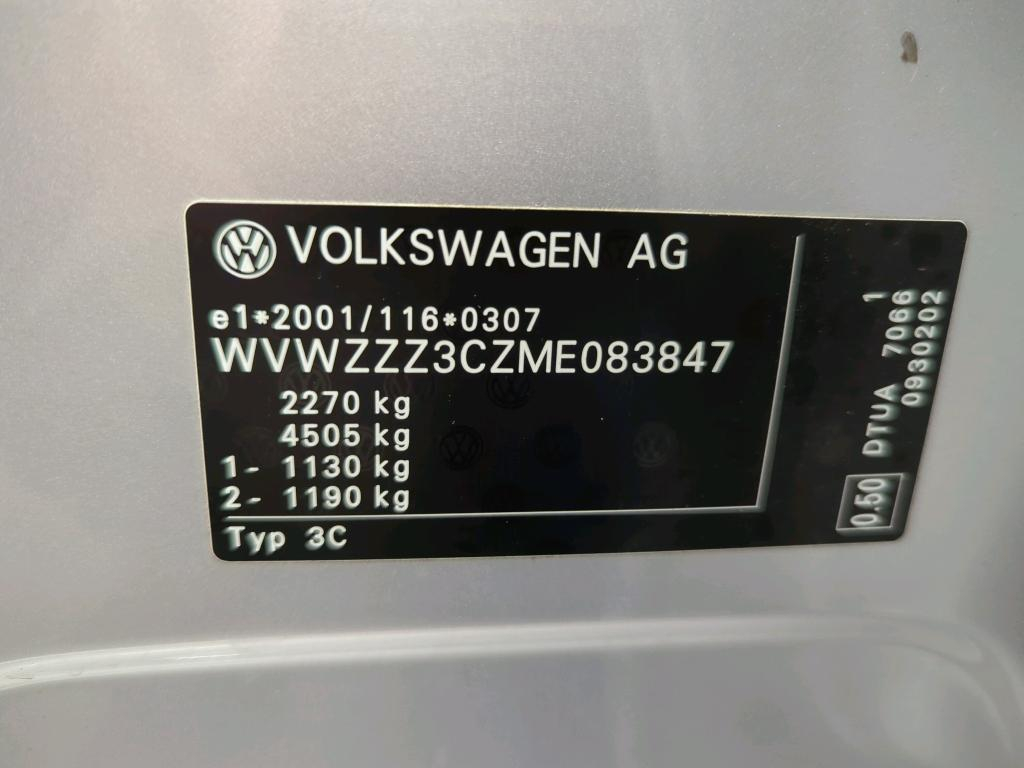 VOLKSWAGEN AG
e1*2001/116*0307
WVWZZZ3CZME083847
2270 kg
4505 kg
1- 1130 kg
2- 1190 kg
Typ 3C
1
0.50 DTUA 7066
0930202